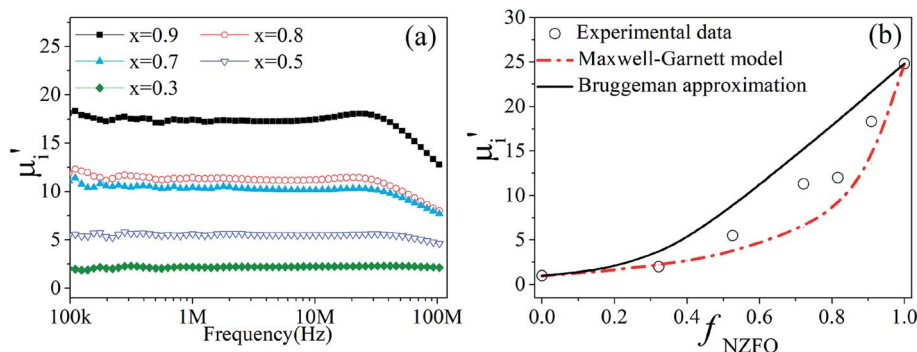 (a)
x=0.9 x=0.8
x=0.7 x=0.5
x=0.3
μi'
25
20
15
10
5
0
100k 1M 10M 100M
Frequency(Hz)
(b)
Experimental data
Maxwell-Garnett model
Bruggeman approximation
μi'
30
25
20
15
10
5
0
0.0 0.2 0.4 0.6 0.8 1.0
fNZFO